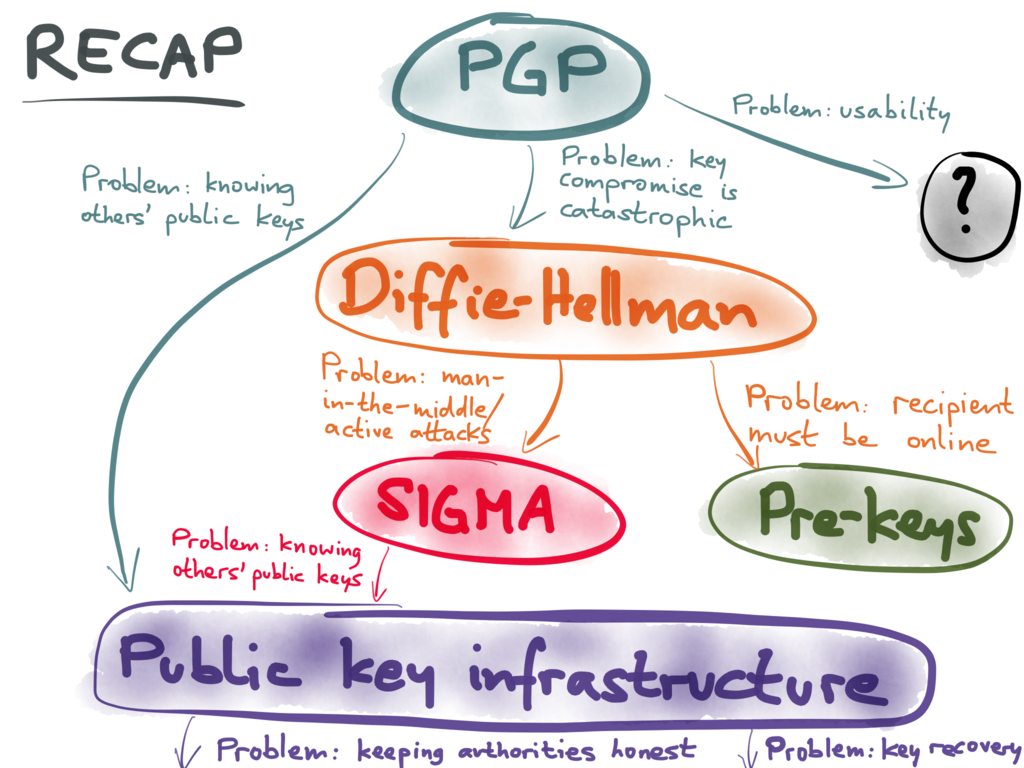 RECAP
PGP
Problem: usability
?
Problem: knowing
others' public keys
Problem: key
compromise is
catastrophic
Diffie-Hellman
Problem: man-
in-the-middle/
active attacks
Problem: recipient
must be online
SIGMA
Pre-keys
Problem: knowing
others' public keys
Public key infrastructure
Problem: keeping authorities honest
Problem: key recovery